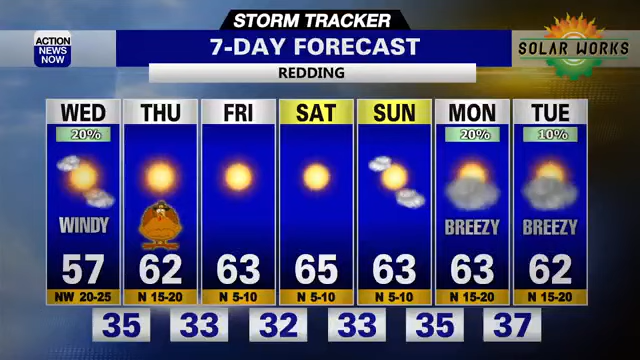 STORM TRACKER
ACTION
NEWS
NOW
7-DAY FORECAST
SOLAR WORKS
REDDING
WED THU FRI SAT SUN MON TUE
20% 20% 10%
WINDY BREEZY BREEZY
57 62 63 65 63 63 62
NW 20-25 N 15-20 N 5-10 N 5-10 N 5-10 N 15-20 N 15-20
35 33 32 33 35 37